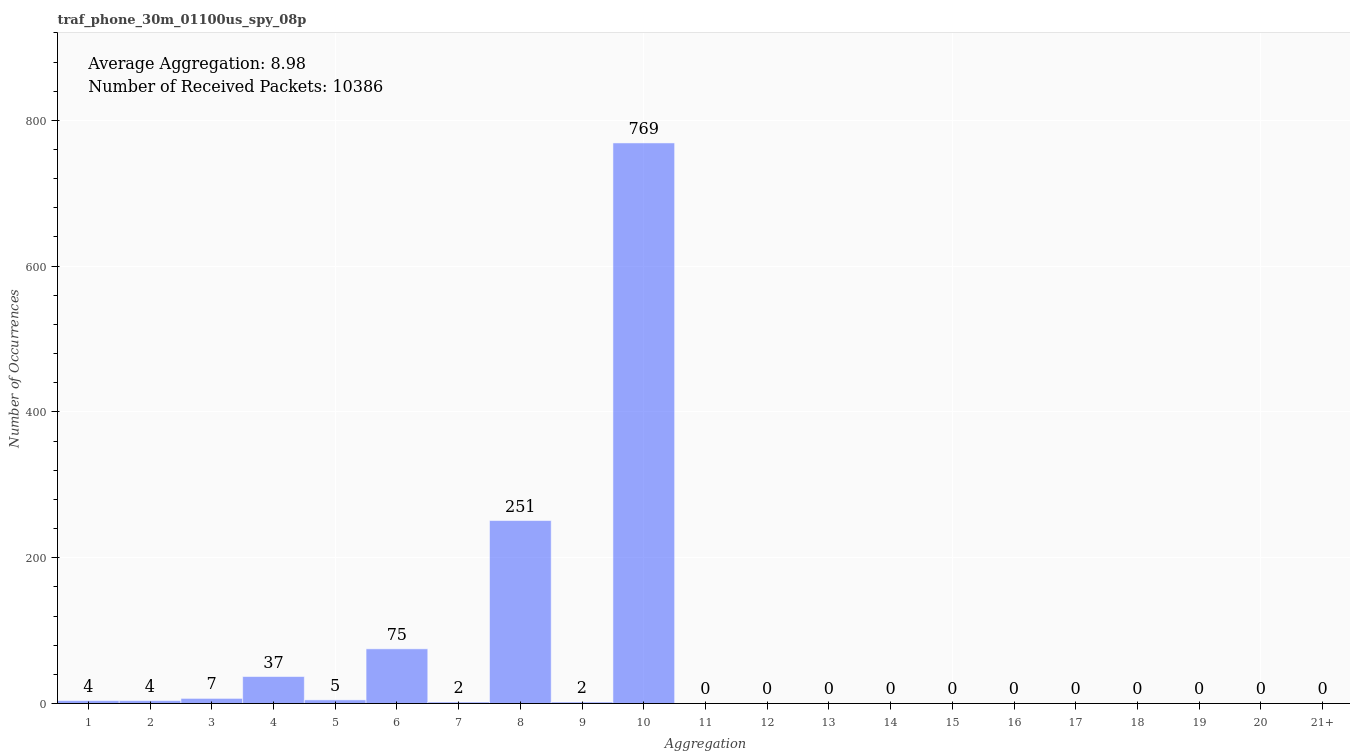 traf_phone_30m_01100us_spy_08p
Average Aggregation: 8.98
Number of Received Packets: 10386
800
600
400
200
0
Number of Occurrences
4 4 7 37 5 75 2 251 2 769 0 0 0 0 0 0 0 0 0 0 0
1 2 3 4 5 6 7 8 9 10 11 12 13 14 15 16 17 18 19 20 21+
Aggregation